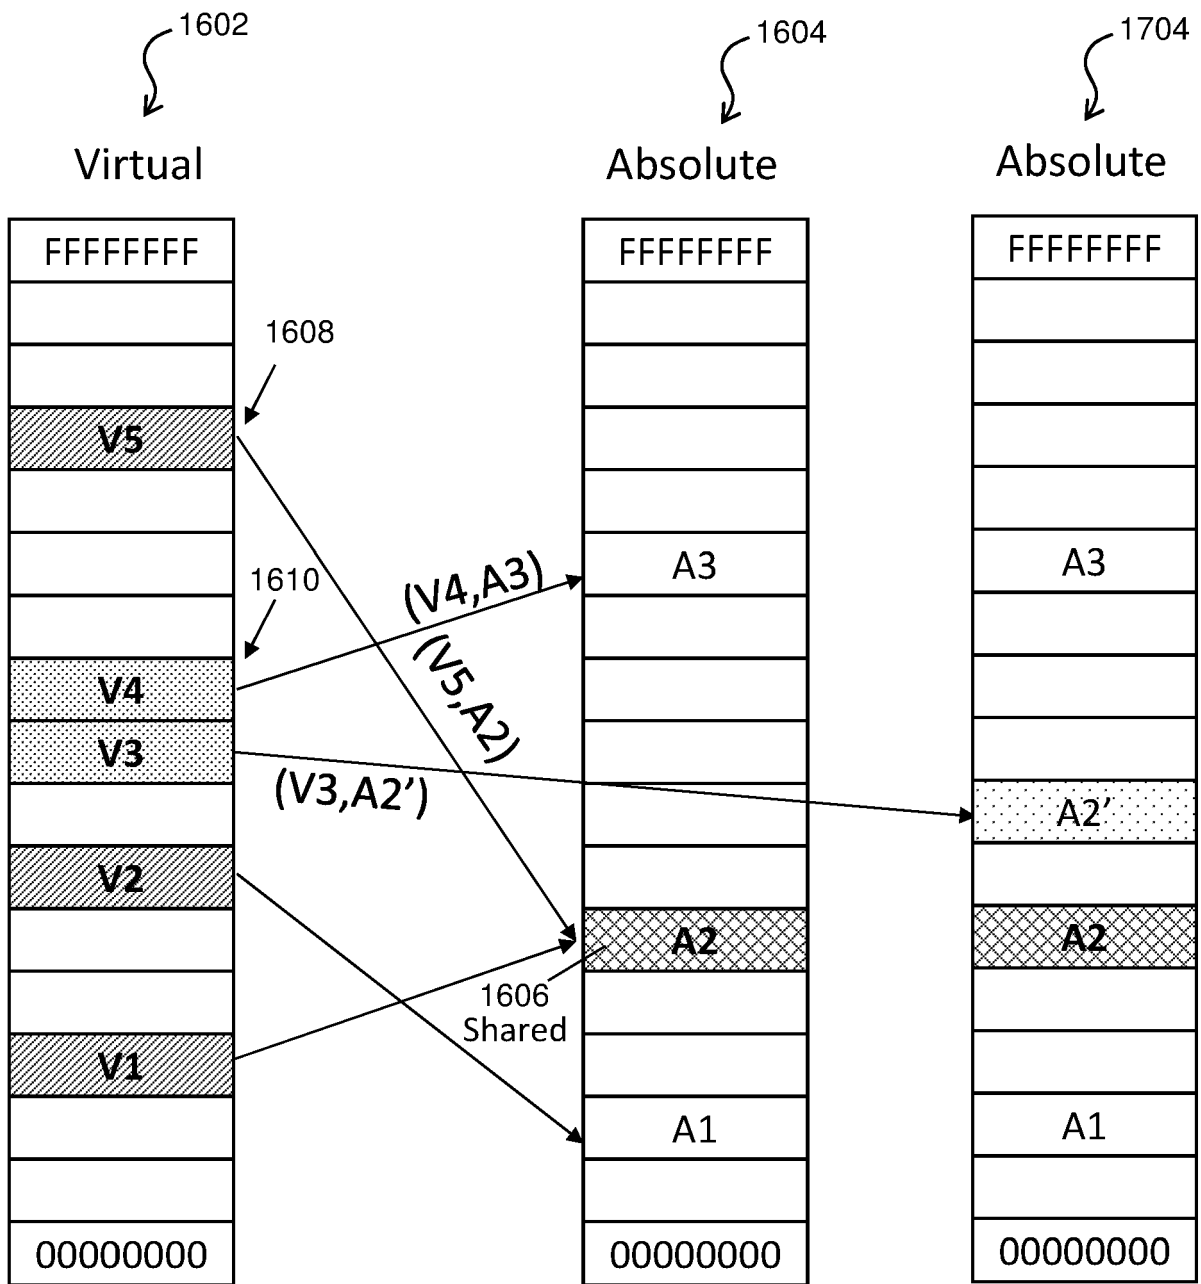 1602
1604
1704
Virtual
Absolute
Absolute
FFFFFFFF
FFFFFFFF
FFFFFFFF
1608
V5
A3
A3
(V4,A3)
1610
(V5,A2)
V4
V3
(V3,A2’)
A2’
V2
A2
A2
1606
Shared
V1
A1
A1
00000000
00000000
00000000